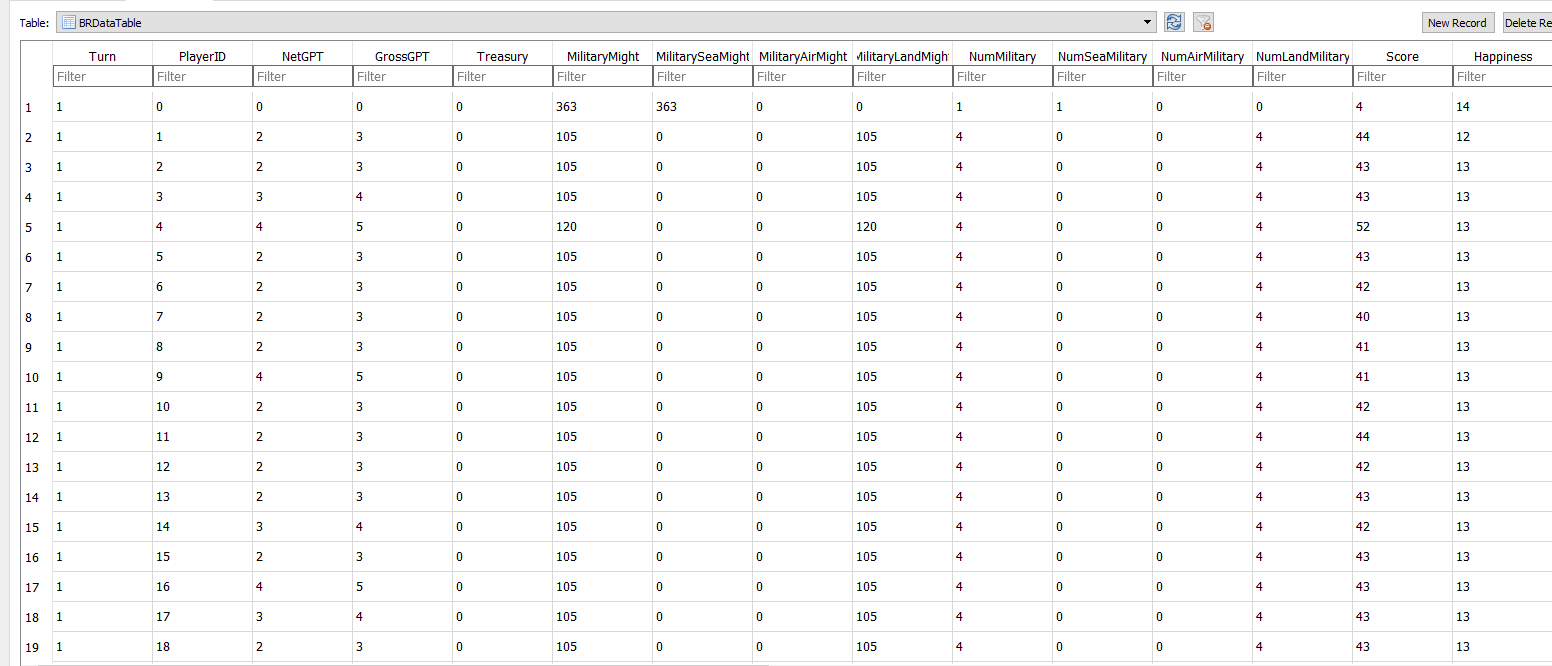 Table: BRDataTable New Record Delete Re
Turn PlayerID NetGPT GrossGPT Treasury MilitaryMight MilitarySeaMight MilitaryAirMight MilitaryLandMigh NumMilitary NumSeaMilitary NumAirMilitary NumLandMilitary Score Happiness
Filter Filter Filter Filter Filter Filter Filter Filter Filter Filter Filter Filter Filter Filter Filter
1 1 0 0 0 0 363 363 0 0 1 1 0 0 4 14
2 1 1 2 3 0 105 0 0 105 4 0 0 4 44 12
3 1 2 2 3 0 105 0 0 105 4 0 0 4 43 13
4 1 3 3 4 0 105 0 0 105 4 0 0 4 43 13
5 1 4 4 5 0 120 0 0 120 4 0 0 4 52 13
6 1 5 2 3 0 105 0 0 105 4 0 0 4 43 13
7 1 6 2 3 0 105 0 0 105 4 0 0 4 42 13
8 1 7 2 3 0 105 0 0 105 4 0 0 4 40 13
9 1 8 2 3 0 105 0 0 105 4 0 0 4 41 13
10 1 9 4 5 0 105 0 0 105 4 0 0 4 41 13
11 1 10 2 3 0 105 0 0 105 4 0 0 4 42 13
12 1 11 2 3 0 105 0 0 105 4 0 0 4 44 13
13 1 12 2 3 0 105 0 0 105 4 0 0 4 42 13
14 1 13 2 3 0 105 0 0 105 4 0 0 4 43 13
15 1 14 3 4 0 105 0 0 105 4 0 0 4 42 13
16 1 15 2 3 0 105 0 0 105 4 0 0 4 43 13
17 1 16 4 5 0 105 0 0 105 4 0 0 4 43 13
18 1 17 3 4 0 105 0 0 105 4 0 0 4 43 13
19 1 18 2 3 0 105 0 0 105 4 0 0 4 43 13